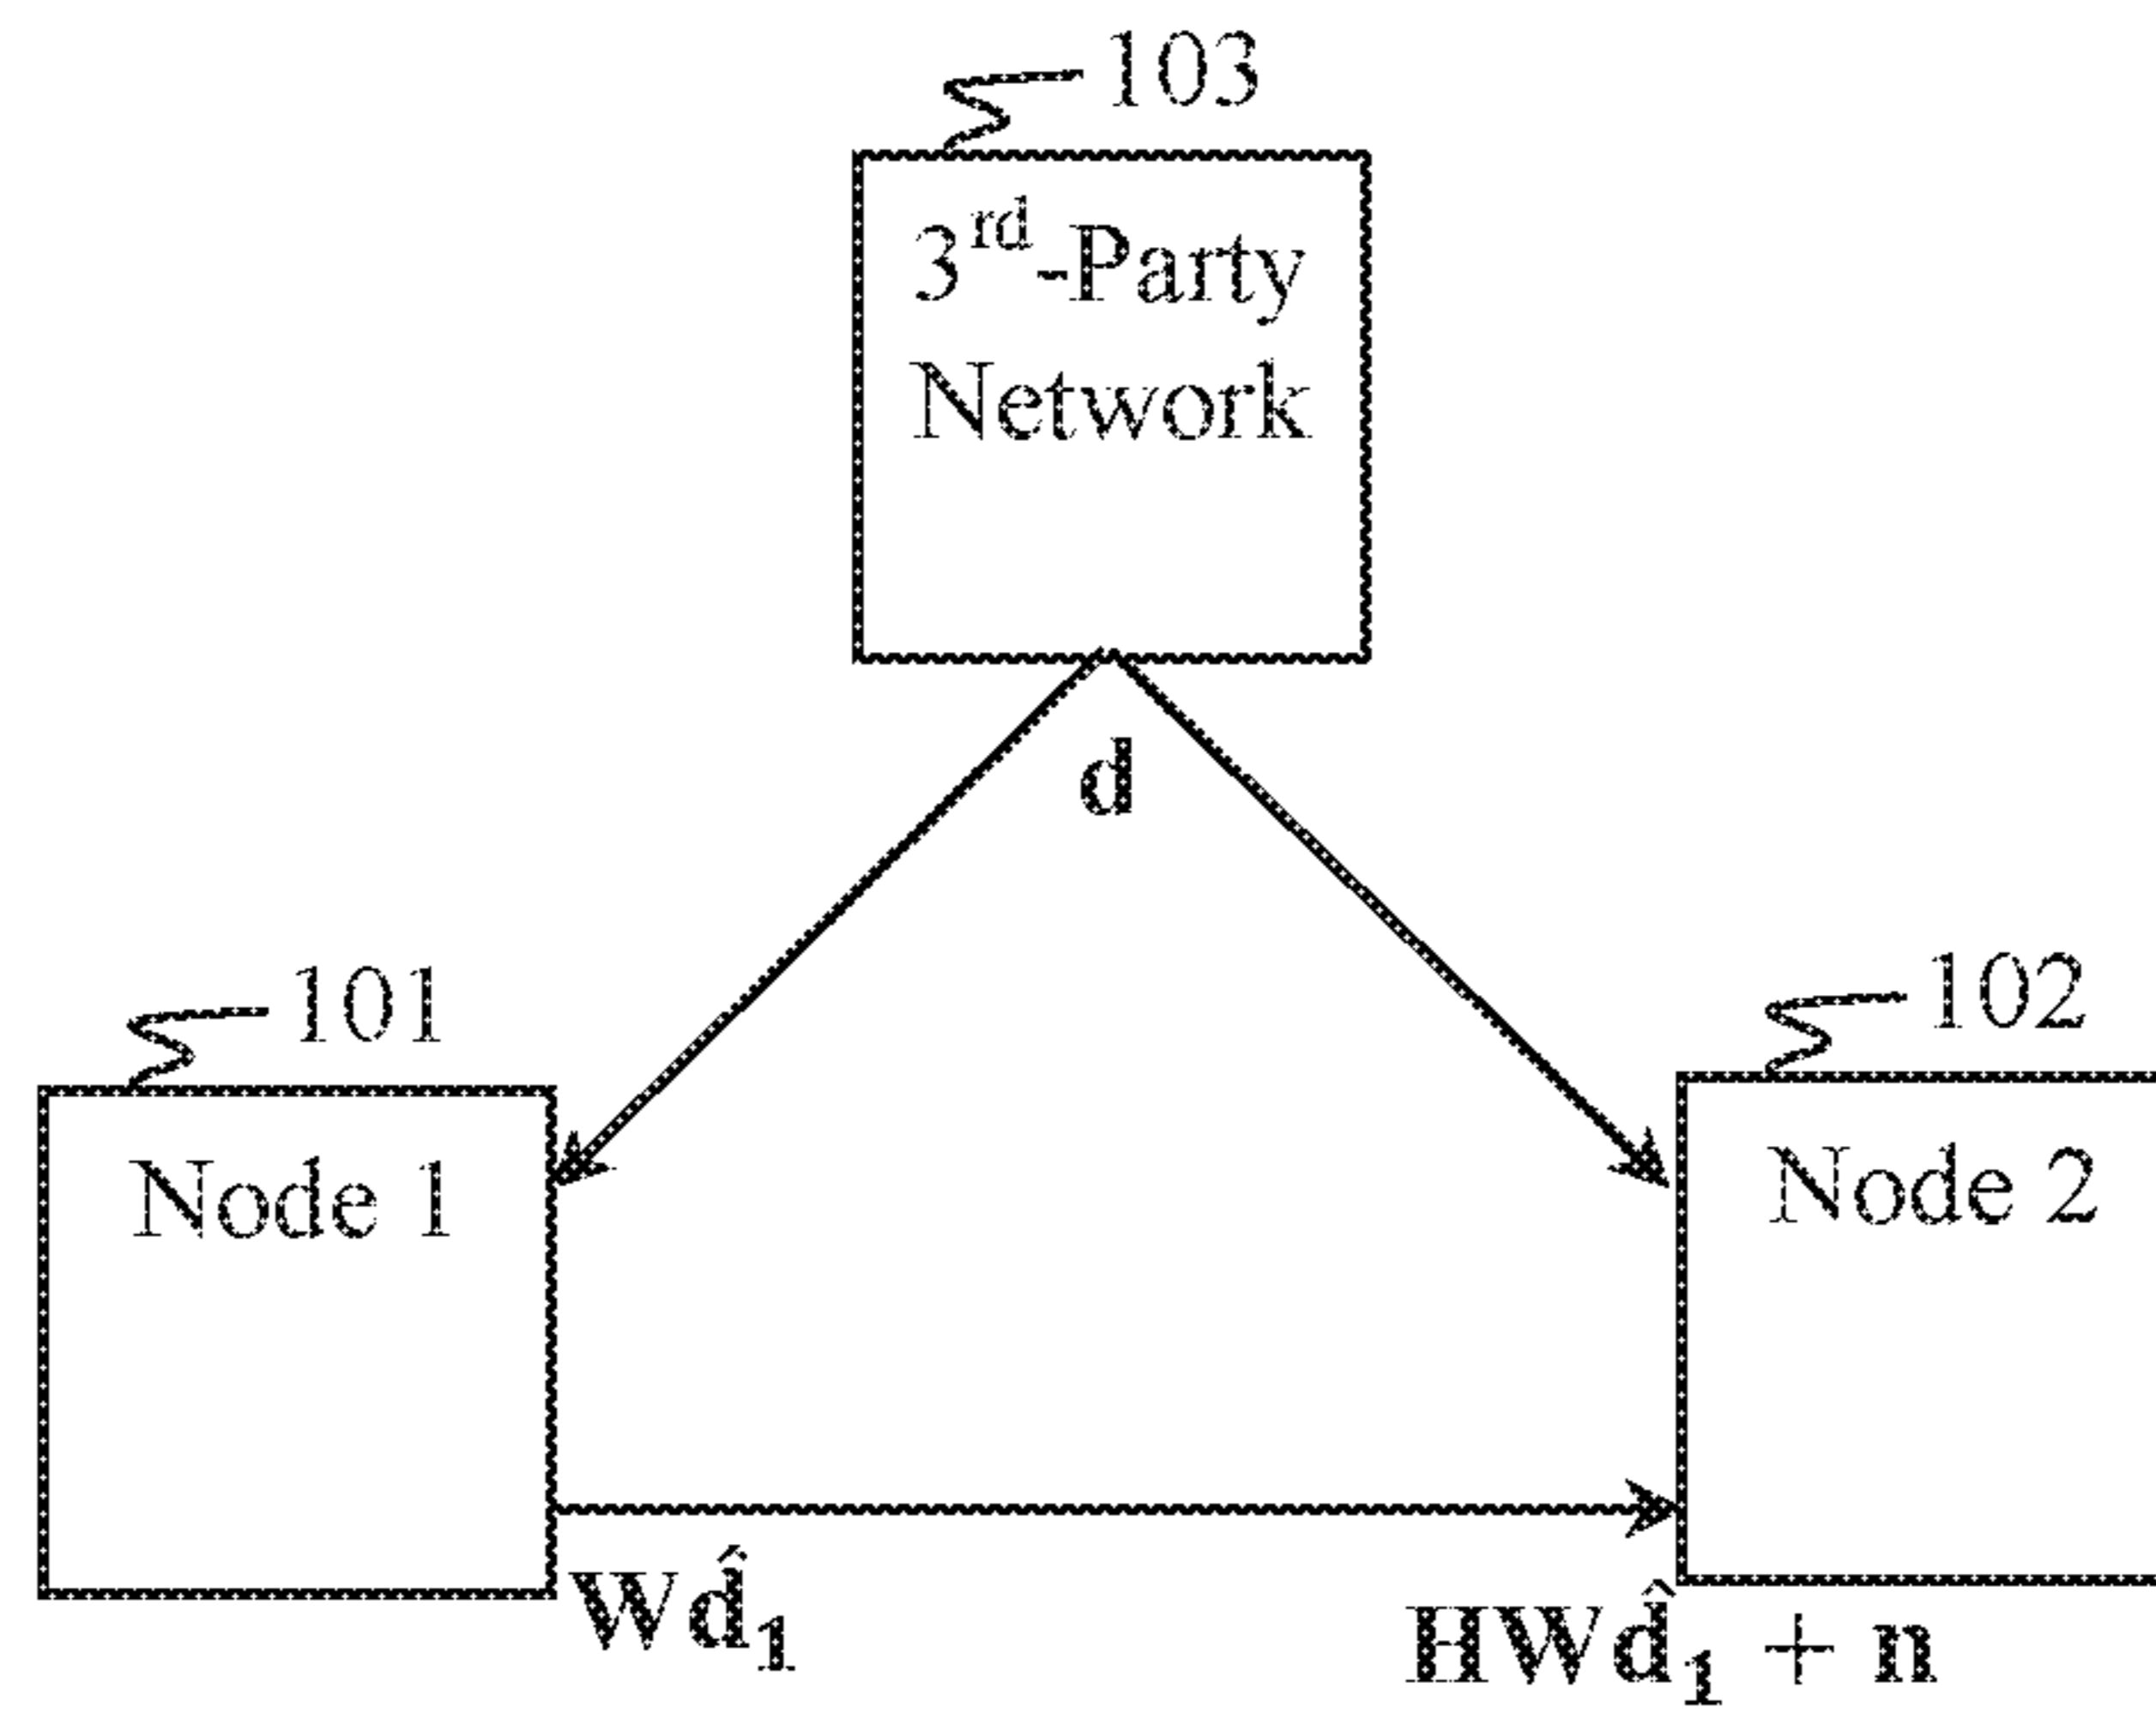 103
3rd-Party
Network
d
101
102
Node 1
Node 2
Wd̂1
HWd̂1 + n